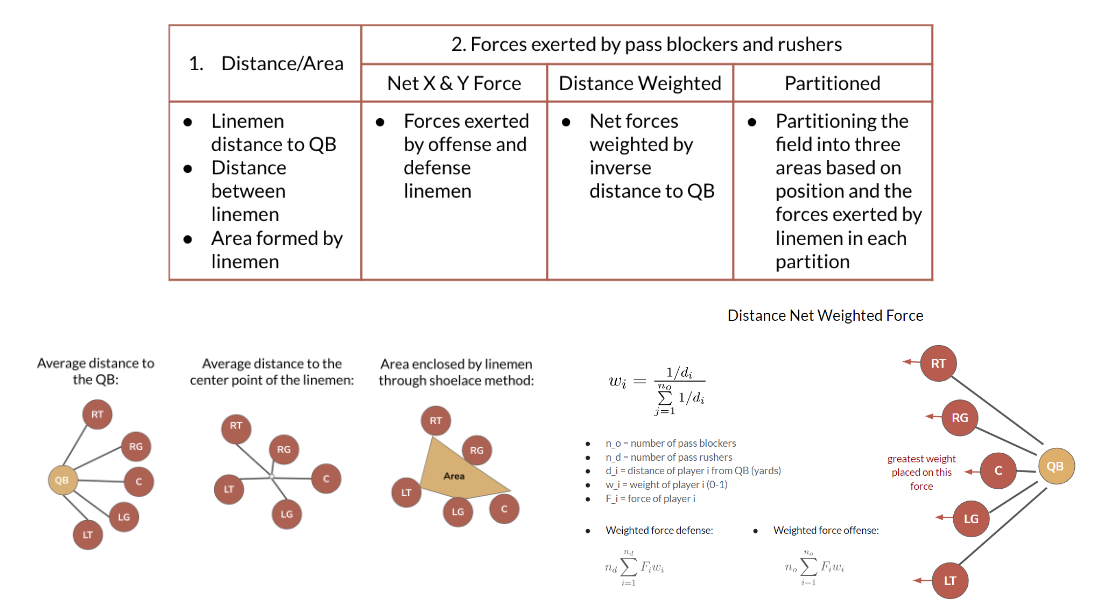 1. Distance/Area
2. Forces exerted by pass blockers and rushers
Net X & Y Force
Distance Weighted
Partitioned
● Linemen
distance to QB
● Distance
between
linemen
● Area formed by
linemen
● Forces exerted
by offense and
defense
linemen
● Net forces
weighted by
inverse
distance to QB
● Partitioning the
field into three
areas based on
position and the
forces exerted by
linemen in each
partition
Average distance to
the QB:
RT
RG
QB
C
LG
LT
Average distance to the
center point of the linemen:
RT
RG
C
LT
LG
Area enclosed by linemen
through shoelace method:
RT
RG
Area
LT
LG
C
Distance Net Weighted Force
w_i = \frac{1/d_i}{\sum_{j=1}^{n_o} 1/d_i}
● n_o = number of pass blockers
● n_d = number of pass rushers
● d_i = distance of player i from QB (yards)
● w_i = weight of player i (0-1)
● F_i = force of player i
● Weighted force defense:
n_d \sum_{i=1}^{n_d} F_i w_i
● Weighted force offense:
n_o \sum_{i=1}^{n_o} F_i w_i
RT
RG
greatest weight
placed on this
force
C
QB
LG
LT